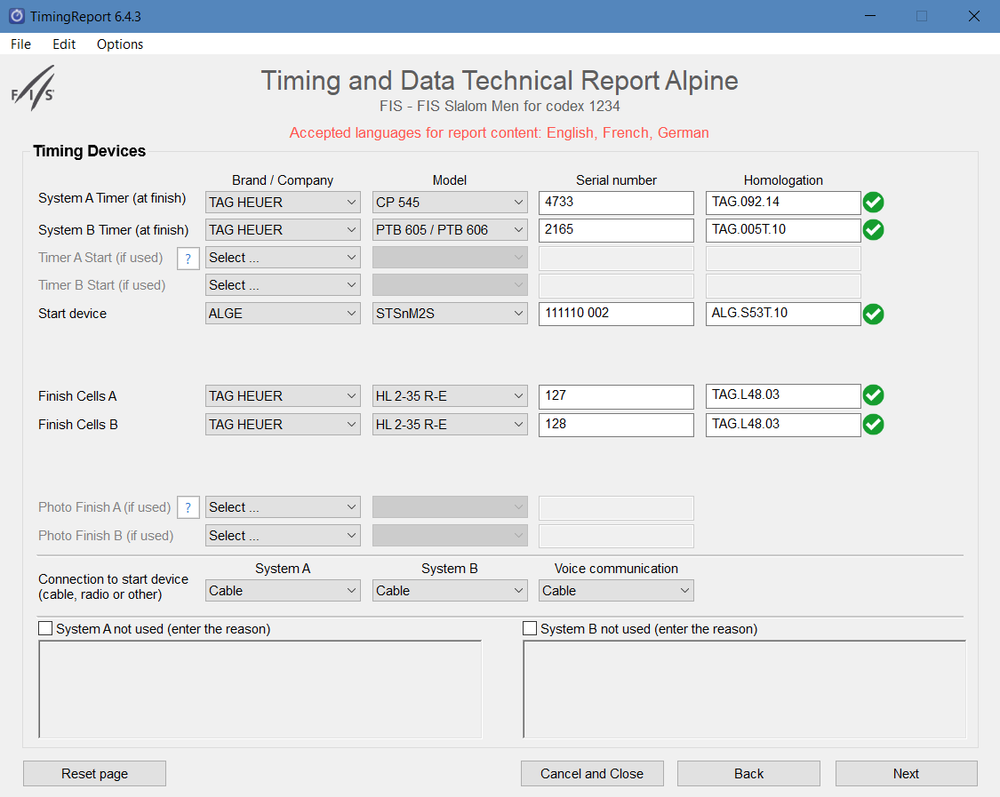 TimingReport 6.4.3
File Edit Options
FIS
Timing and Data Technical Report Alpine
FIS - FIS Slalom Men for codex 1234
Accepted languages for report content: English, French, German
Timing Devices
Brand / Company Model Serial number Homologation
System A Timer (at finish) TAG HEUER CP 545 4733 TAG.092.14
System B Timer (at finish) TAG HEUER PTB 605 / PTB 606 2165 TAG.005T.10
Timer A Start (if used) ? Select ...
Timer B Start (if used) Select ...
Start device ALGE STSnM2S 111110 002 ALG.S53T.10
Finish Cells A TAG HEUER HL 2-35 R-E 127 TAG.L48.03
Finish Cells B TAG HEUER HL 2-35 R-E 128 TAG.L48.03
Photo Finish A (if used) ? Select ...
Photo Finish B (if used) Select ...
System A System B Voice communication
Connection to start device
(cable, radio or other) Cable Cable Cable
System A not used (enter the reason) System B not used (enter the reason)
Reset page Cancel and Close Back Next